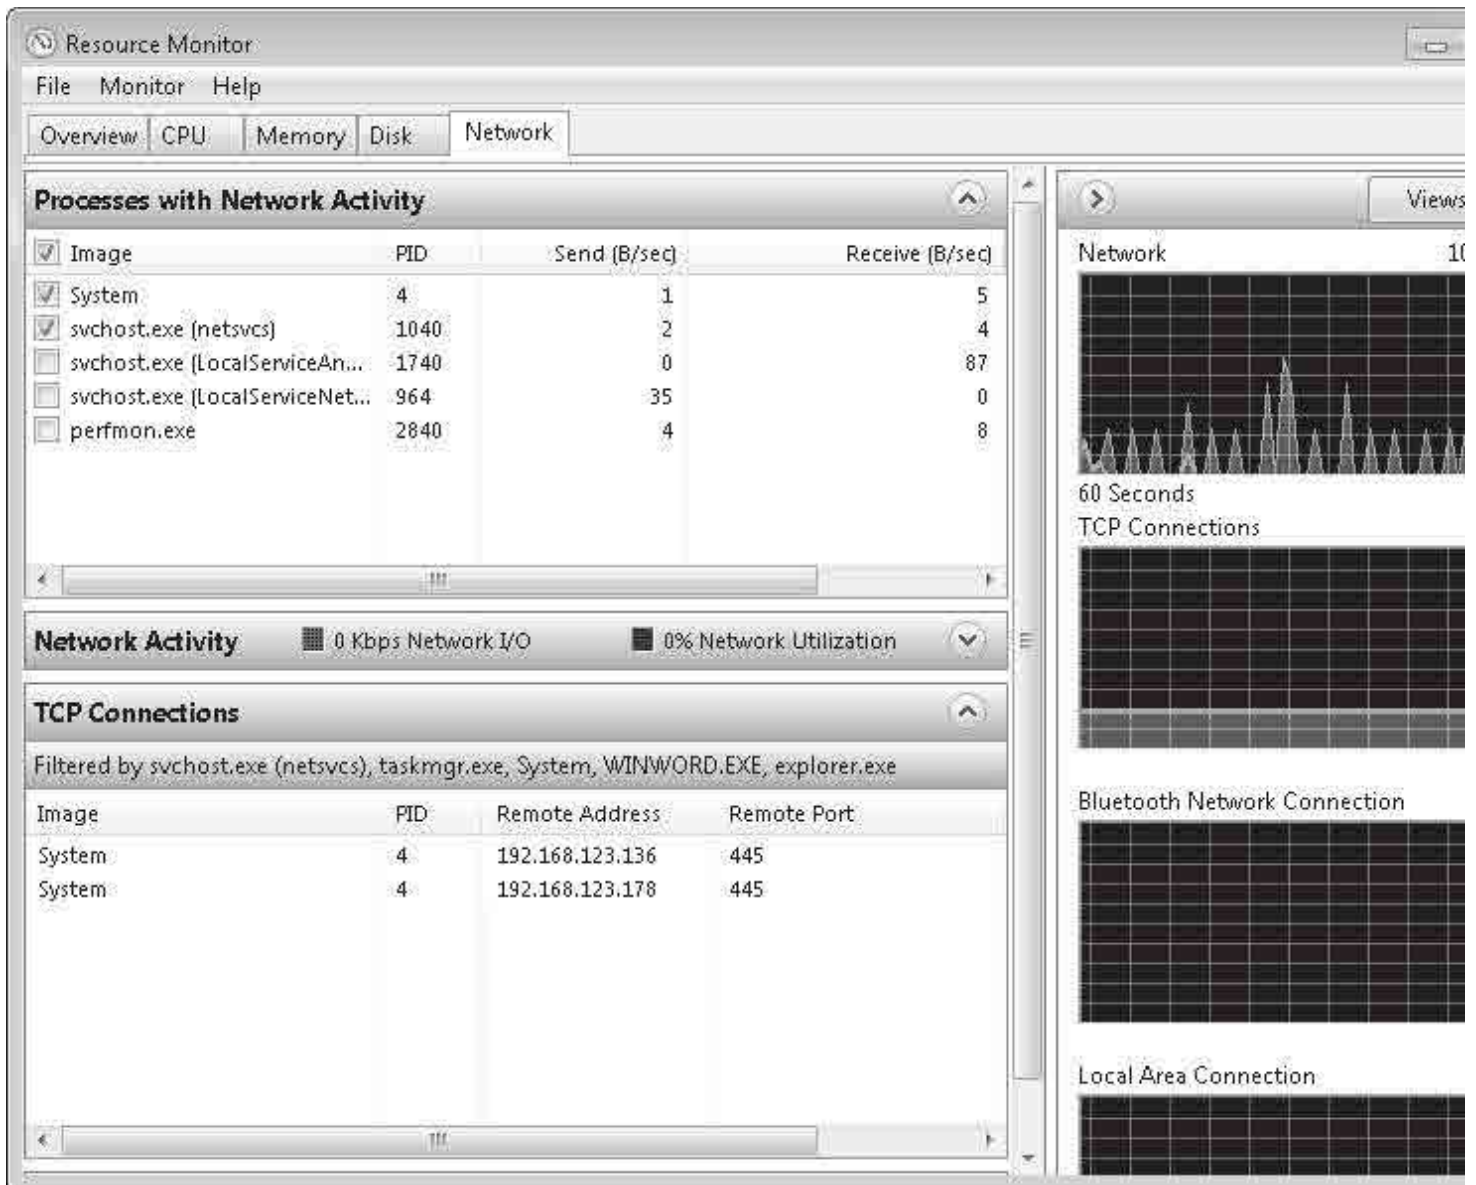 Resource Monitor
File Monitor Help
Overview CPU Memory Disk Network
Processes with Network Activity
Image PID Send (B/sec) Receive (B/sec)
System 4 1 5
svchost.exe (netsvcs) 1040 2 4
svchost.exe (LocalServiceAn... 1740 0 87
svchost.exe (LocalServiceNet... 964 35 0
perfmon.exe 2840 4 8
Network Activity 0 Kbps Network I/O 0% Network Utilization
TCP Connections
Filtered by svchost.exe (netsvcs), taskmgr.exe, System, WINWORD.EXE, explorer.exe
Image PID Remote Address Remote Port
System 4 192.168.123.136 445
System 4 192.168.123.178 445
Views
Network 10
60 Seconds
TCP Connections
Bluetooth Network Connection
Local Area Connection